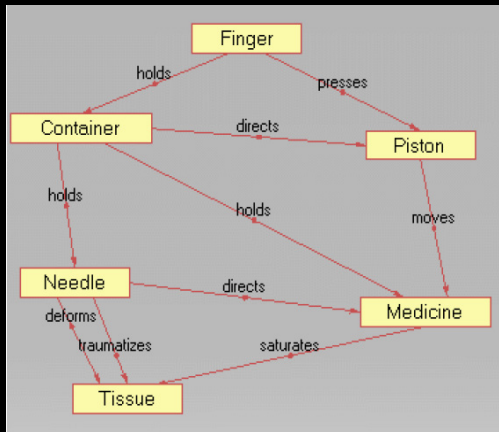 Finger
holds
presses
Container
directs
Piston
holds
holds
moves
Needle
directs
Medicine
deforms
traumatizes
saturates
Tissue